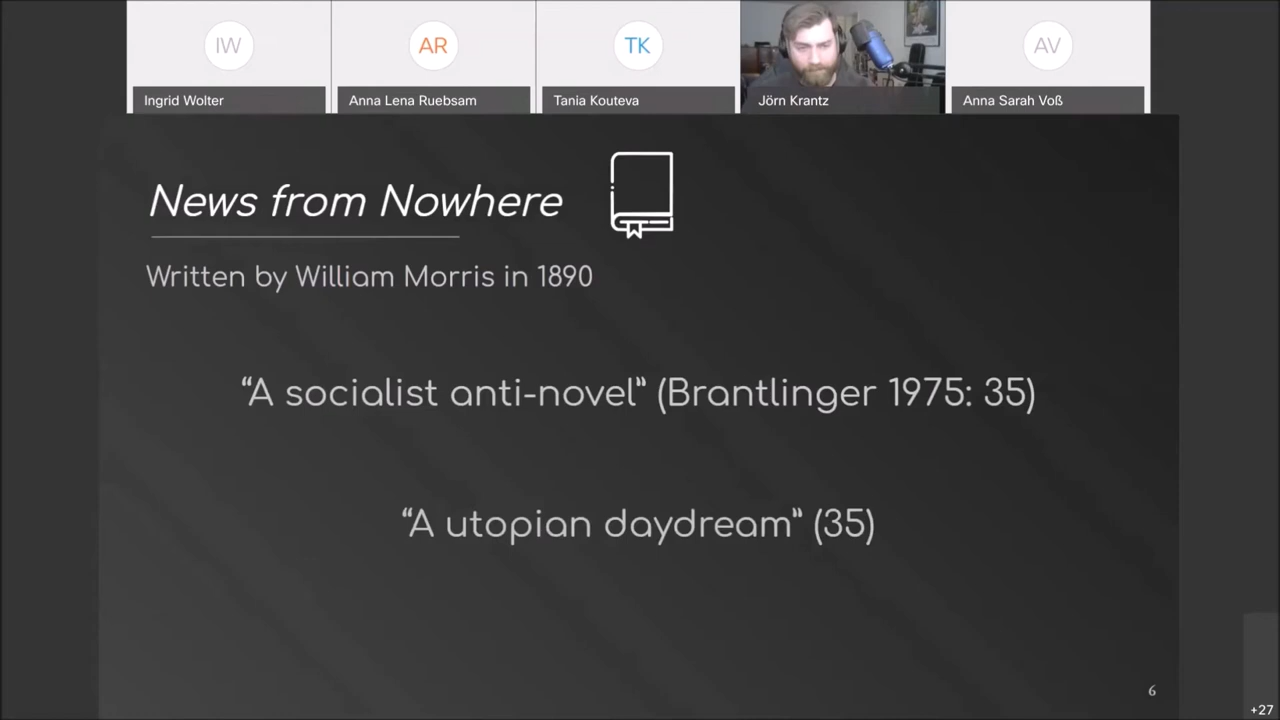 IW
AR
TK
AV
Ingrid Wolter
Anna Lena Ruebsam
Tania Kouteva
Jörn Krantz
Anna Sarah Voß
News from Nowhere
Written by William Morris in 1890
“A socialist anti-novel” (Brantlinger 1975: 35)
“A utopian daydream” (35)
6
+27